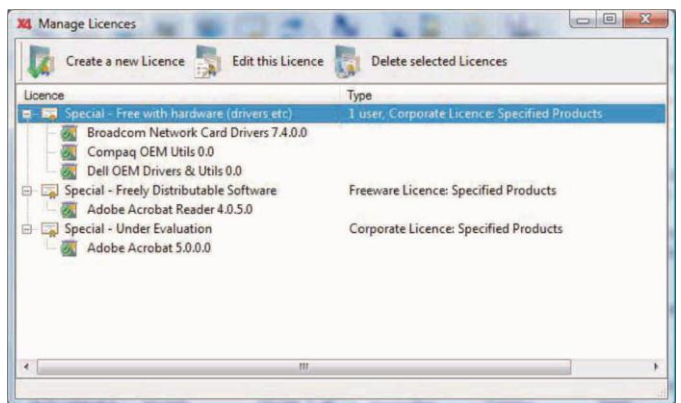 X4 Manage Licences
Create a new Licence Edit this Licence Delete selected Licences
Licence Type
Special - Free with hardware (drivers etc) 1 user, Corporate Licence: Specified Products
Broadcom Network Card Drivers 7.4.0.0
Compaq OEM Utils 0.0
Dell OEM Drivers & Utils 0.0
Special - Freely Distributable Software Freeware Licence: Specified Products
Adobe Acrobat Reader 4.0.5.0
Special - Under Evaluation Corporate Licence: Specified Products
Adobe Acrobat 5.0.0.0